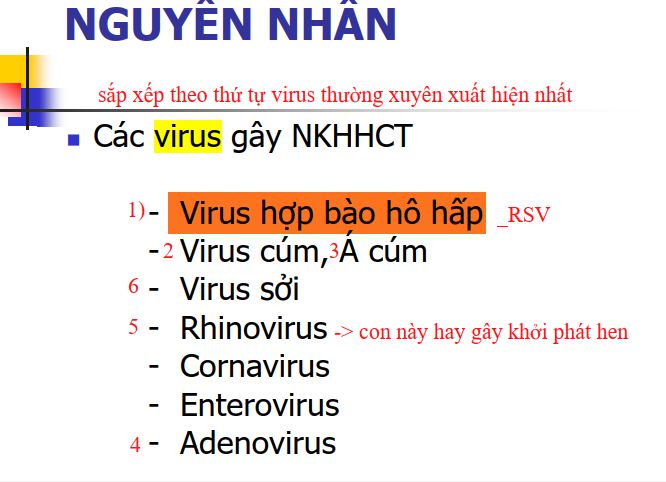 NGUYÊN NHÂN
sắp xếp theo thứ tự virus thường xuyên xuất hiện nhất
Các virus gây NKHHCT
1) - Virus hợp bào hô hấp _RSV
- 2 Virus cúm,3Á cúm
6 - Virus sởi
5 - Rhinovirus -> con này hay gây khởi phát hen
- Cornavirus
- Enterovirus
4 - Adenovirus